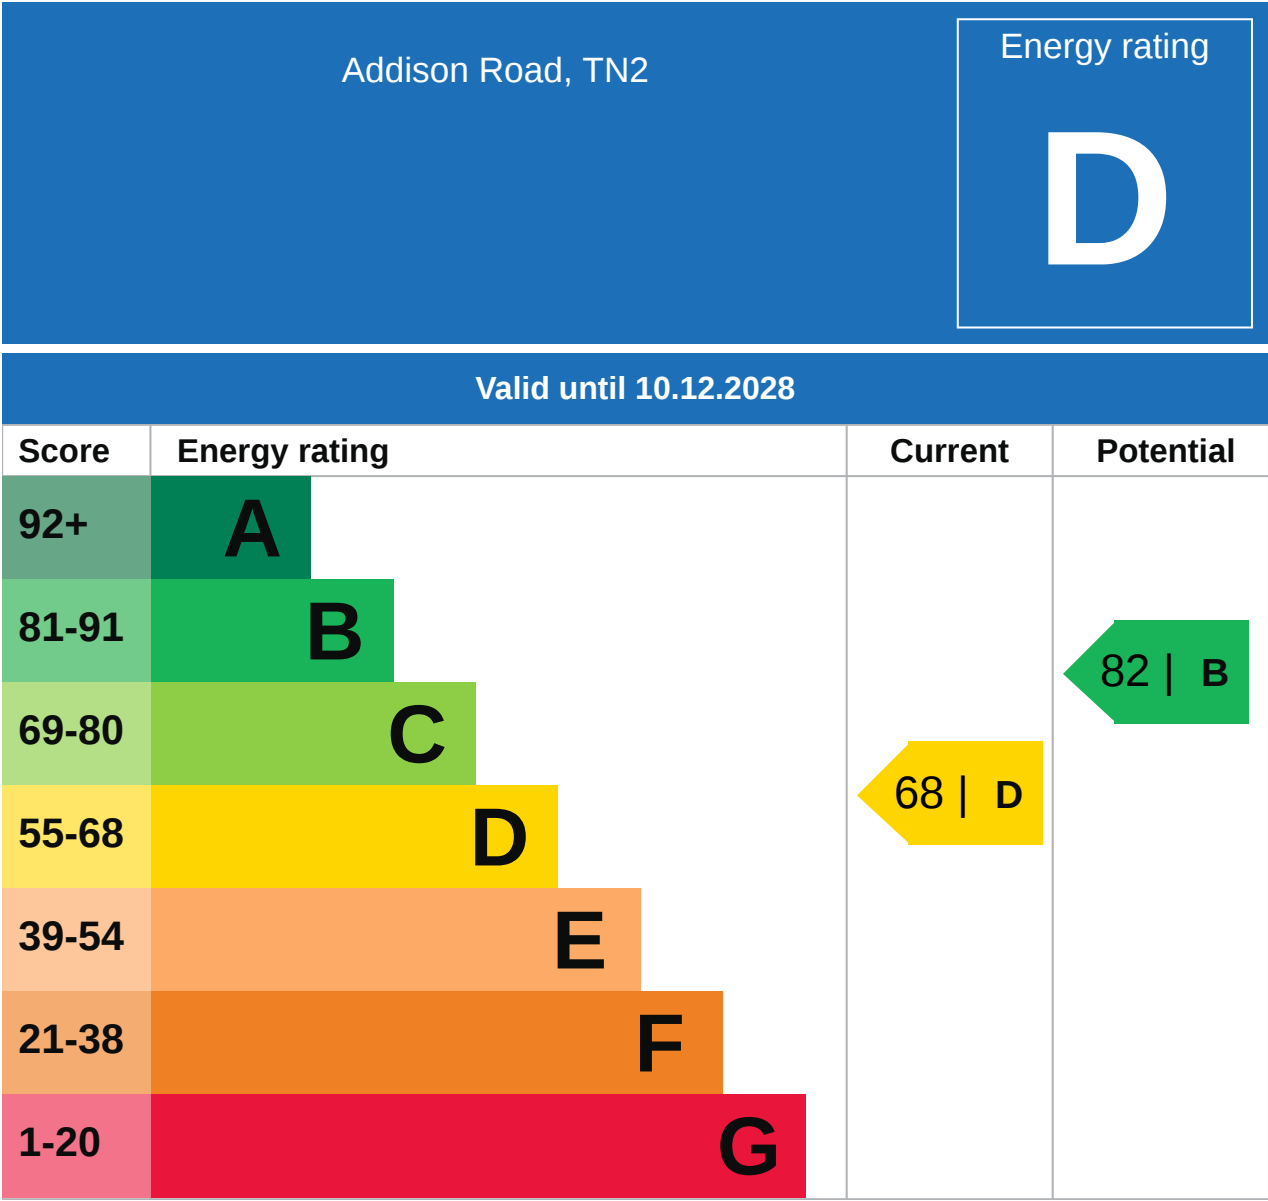 Addison Road, TN2
Energy rating
D
Valid until 10.12.2028
Score Energy rating Current Potential
92+ A
81-91 B
82 | B
69-80 C
68 | D
55-68 D
39-54 E
21-38 F
1-20 G